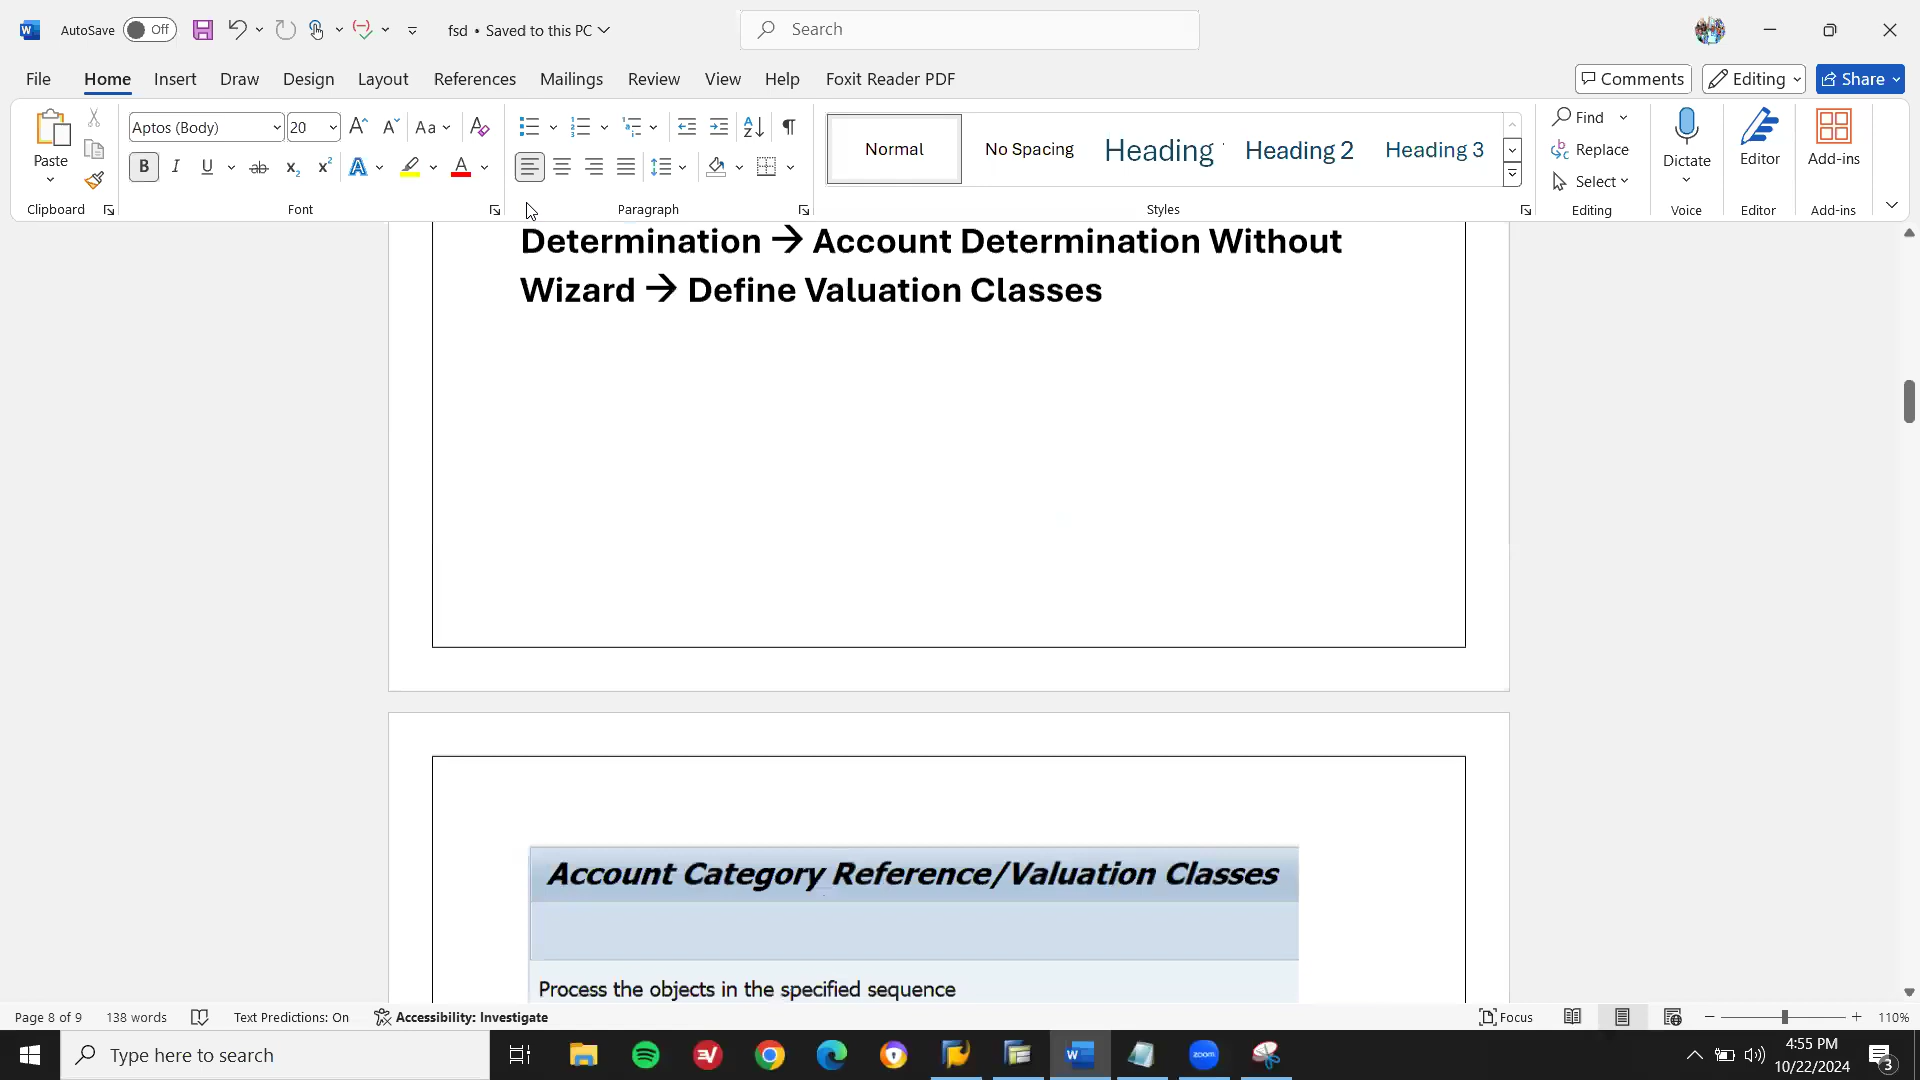 AutoSave Off fsd • Saved to this PC Search
File Home Insert Draw Design Layout References Mailings Review View Help Foxit Reader PDF Comments Editing Share
Paste Aptos (Body) 20 Normal No Spacing Heading Heading 2 Heading 3 Find Replace Select Dictate Editor Add-ins
Clipboard Font Paragraph Styles Editing Voice Editor Add-ins
Determination → Account Determination Without
Wizard → Define Valuation Classes
Account Category Reference/Valuation Classes
Process the objects in the specified sequence
Page 8 of 9 138 words Text Predictions: On Accessibility: Investigate Focus 110%
Type here to search zoom 4:55 PM
10/22/2024 3